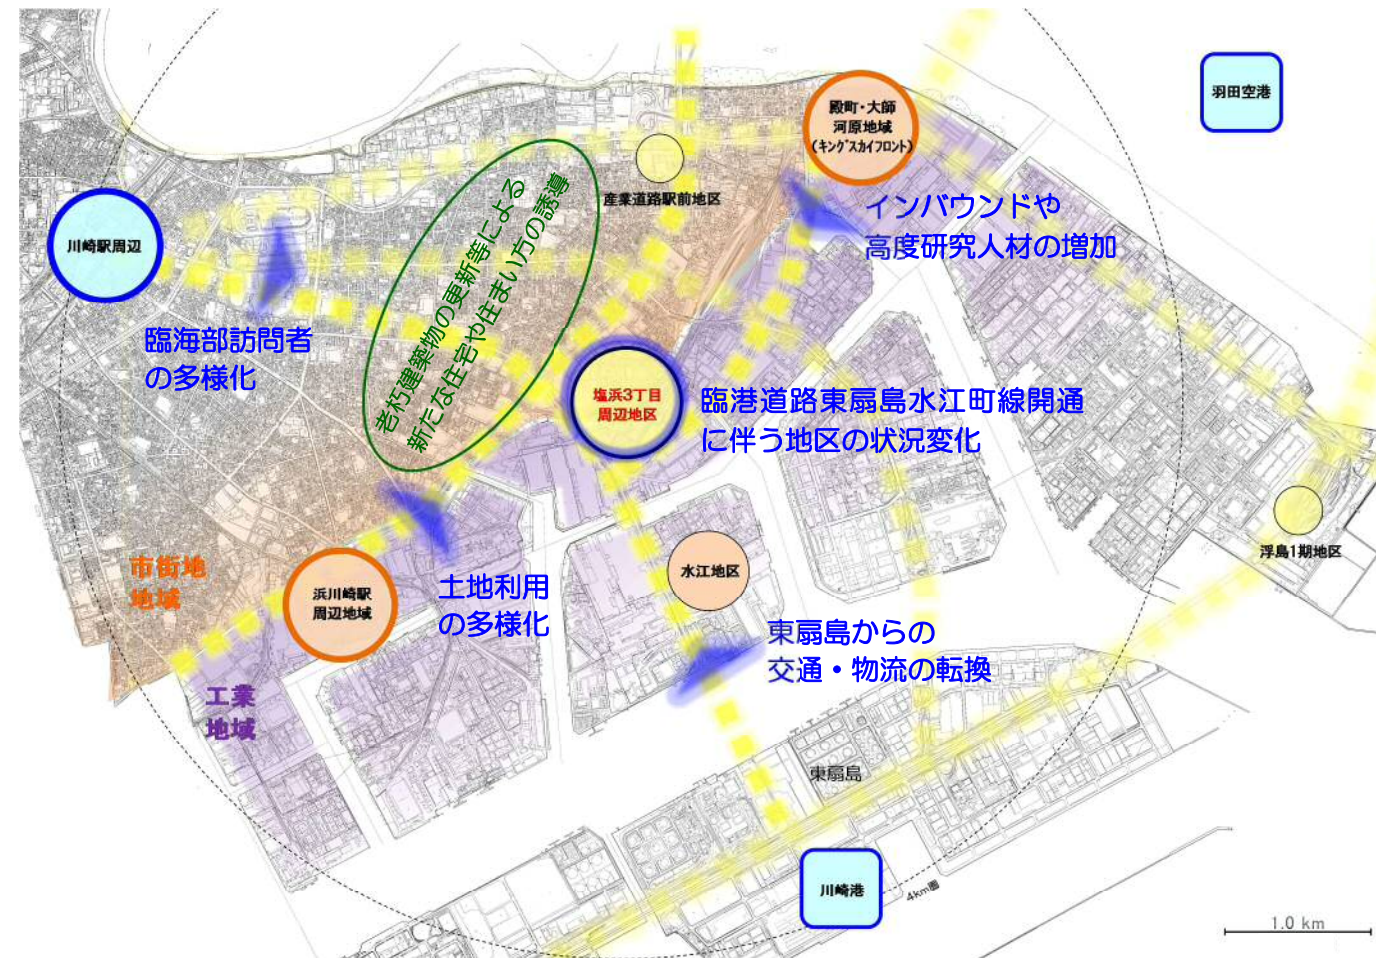 羽田空港
殿町・大師
河原地域
(キングスカイフロント)
産業道路駅前地区
インバウンドや
高度研究人材の増加
川崎駅周辺
老朽建築物の更新等による
新たな住宅や住まい方の誘導
臨海部訪問者
の多様化
塩浜3丁目
周辺地区
臨港道路東扇島水江町線開通
に伴う地区の状況変化
浮島1期地区
市街地
地域
浜川崎駅
周辺地域
土地利用
の多様化
水江地区
東扇島からの
交通・物流の転換
工業
地域
東扇島
川崎港
4km圏
1.0 km